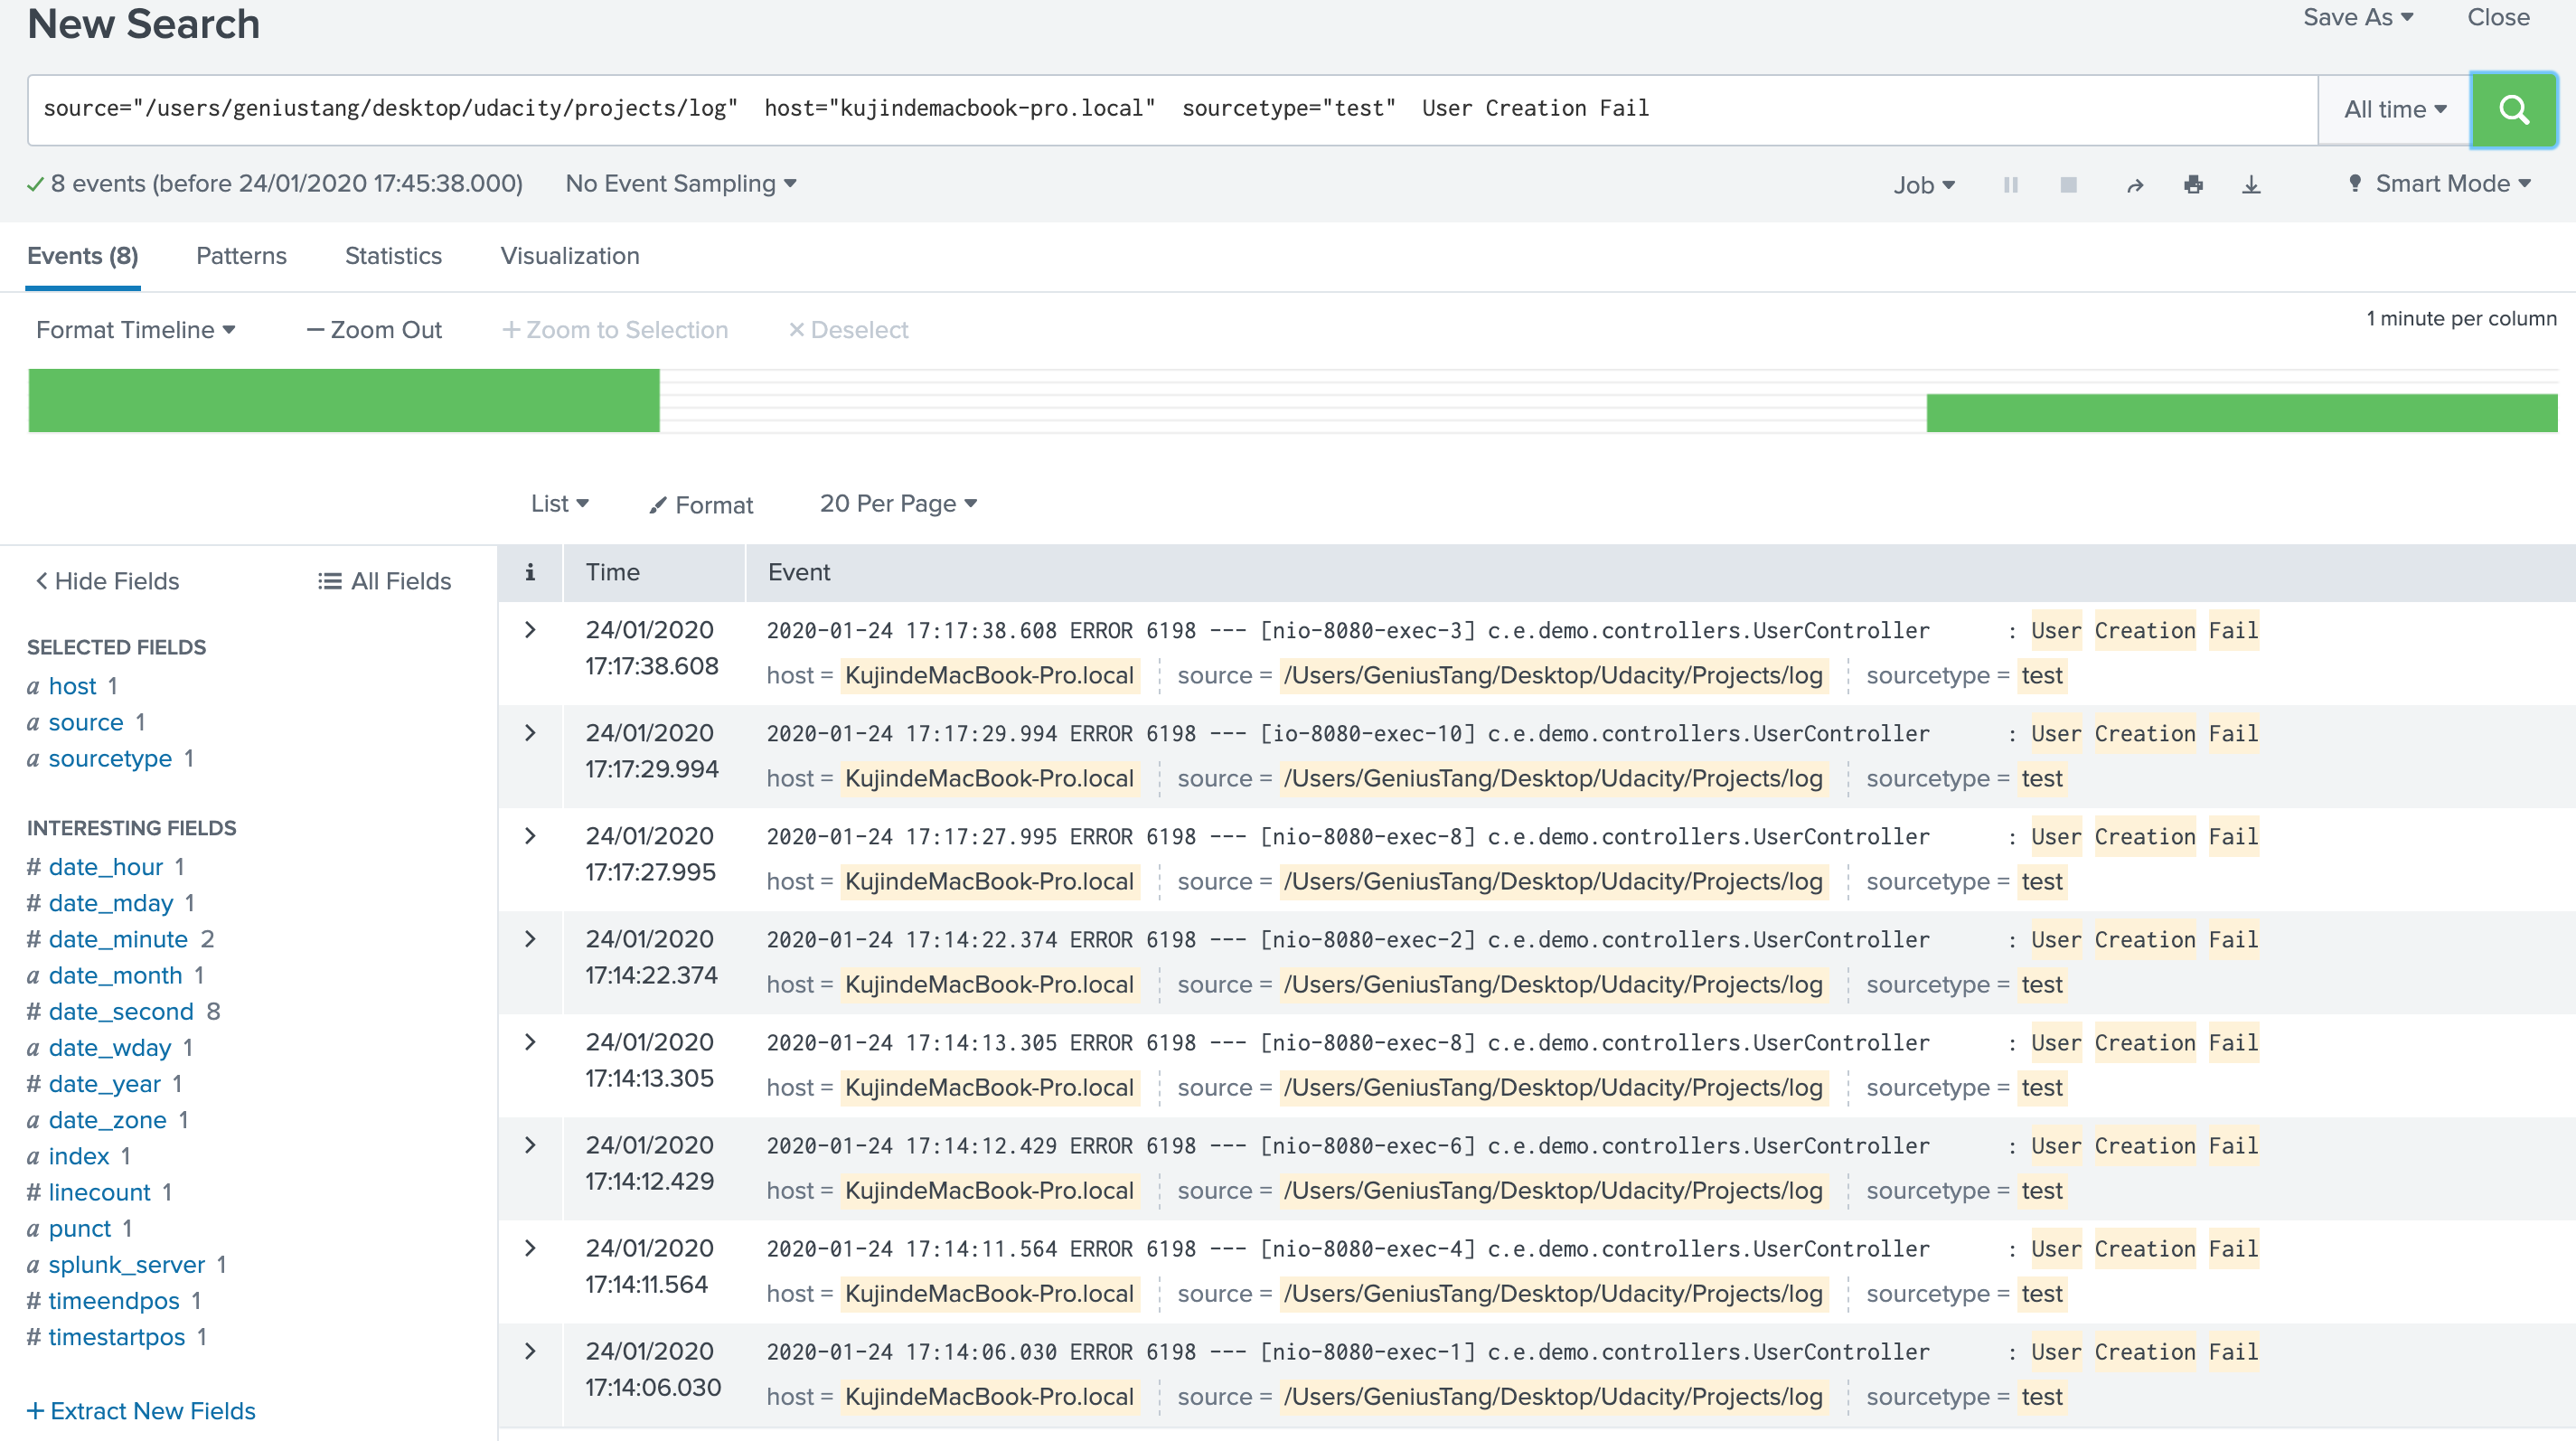 New Search
Save As Close
source="/users/geniustang/desktop/udacity/projects/log" host="kujindemacbook-pro.local" sourcetype="test" User Creation Fail
All time
8 events (before 24/01/2020 17:45:38.000) No Event Sampling Job Smart Mode
Events (8) Patterns Statistics Visualization
Format Timeline — Zoom Out + Zoom to Selection × Deselect 1 minute per column
List Format 20 Per Page
Hide Fields All Fields
SELECTED FIELDS
a host 1
a source 1
a sourcetype 1
INTERESTING FIELDS
# date_hour 1
# date_mday 1
# date_minute 2
a date_month 1
# date_second 8
a date_wday 1
# date_year 1
a date_zone 1
a index 1
# linecount 1
a punct 1
a splunk_server 1
# timeendpos 1
# timestartpos 1
+ Extract New Fields
i Time Event
24/01/2020 17:17:38.608
2020-01-24 17:17:38.608 ERROR 6198 --- [nio-8080-exec-3] c.e.demo.controllers.UserController : User Creation Fail
host = KujindeMacBook-Pro.local source = /Users/GeniusTang/Desktop/Udacity/Projects/log sourcetype = test
24/01/2020 17:17:29.994
2020-01-24 17:17:29.994 ERROR 6198 --- [io-8080-exec-10] c.e.demo.controllers.UserController : User Creation Fail
host = KujindeMacBook-Pro.local source = /Users/GeniusTang/Desktop/Udacity/Projects/log sourcetype = test
24/01/2020 17:17:27.995
2020-01-24 17:17:27.995 ERROR 6198 --- [nio-8080-exec-8] c.e.demo.controllers.UserController : User Creation Fail
host = KujindeMacBook-Pro.local source = /Users/GeniusTang/Desktop/Udacity/Projects/log sourcetype = test
24/01/2020 17:14:22.374
2020-01-24 17:14:22.374 ERROR 6198 --- [nio-8080-exec-2] c.e.demo.controllers.UserController : User Creation Fail
host = KujindeMacBook-Pro.local source = /Users/GeniusTang/Desktop/Udacity/Projects/log sourcetype = test
24/01/2020 17:14:13.305
2020-01-24 17:14:13.305 ERROR 6198 --- [nio-8080-exec-8] c.e.demo.controllers.UserController : User Creation Fail
host = KujindeMacBook-Pro.local source = /Users/GeniusTang/Desktop/Udacity/Projects/log sourcetype = test
24/01/2020 17:14:12.429
2020-01-24 17:14:12.429 ERROR 6198 --- [nio-8080-exec-6] c.e.demo.controllers.UserController : User Creation Fail
host = KujindeMacBook-Pro.local source = /Users/GeniusTang/Desktop/Udacity/Projects/log sourcetype = test
24/01/2020 17:14:11.564
2020-01-24 17:14:11.564 ERROR 6198 --- [nio-8080-exec-4] c.e.demo.controllers.UserController : User Creation Fail
host = KujindeMacBook-Pro.local source = /Users/GeniusTang/Desktop/Udacity/Projects/log sourcetype = test
24/01/2020 17:14:06.030
2020-01-24 17:14:06.030 ERROR 6198 --- [nio-8080-exec-1] c.e.demo.controllers.UserController : User Creation Fail
host = KujindeMacBook-Pro.local source = /Users/GeniusTang/Desktop/Udacity/Projects/log sourcetype = test